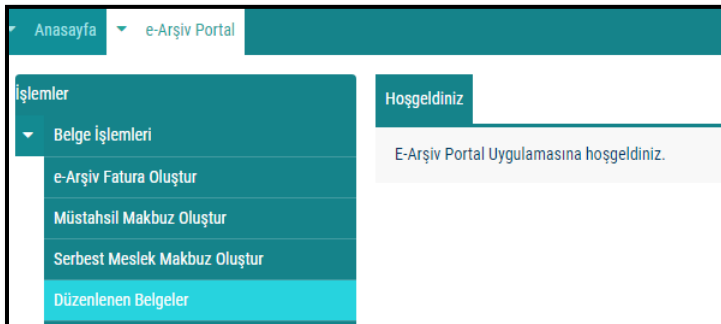 Anasayfa e-Arşiv Portal
İşlemler
Belge İşlemleri
e-Arşiv Fatura Oluştur
Müstahsil Makbuz Oluştur
Serbest Meslek Makbuz Oluştur
Düzenlenen Belgeler
Hoşgeldiniz
E-Arşiv Portal Uygulamasına hoşgeldiniz.